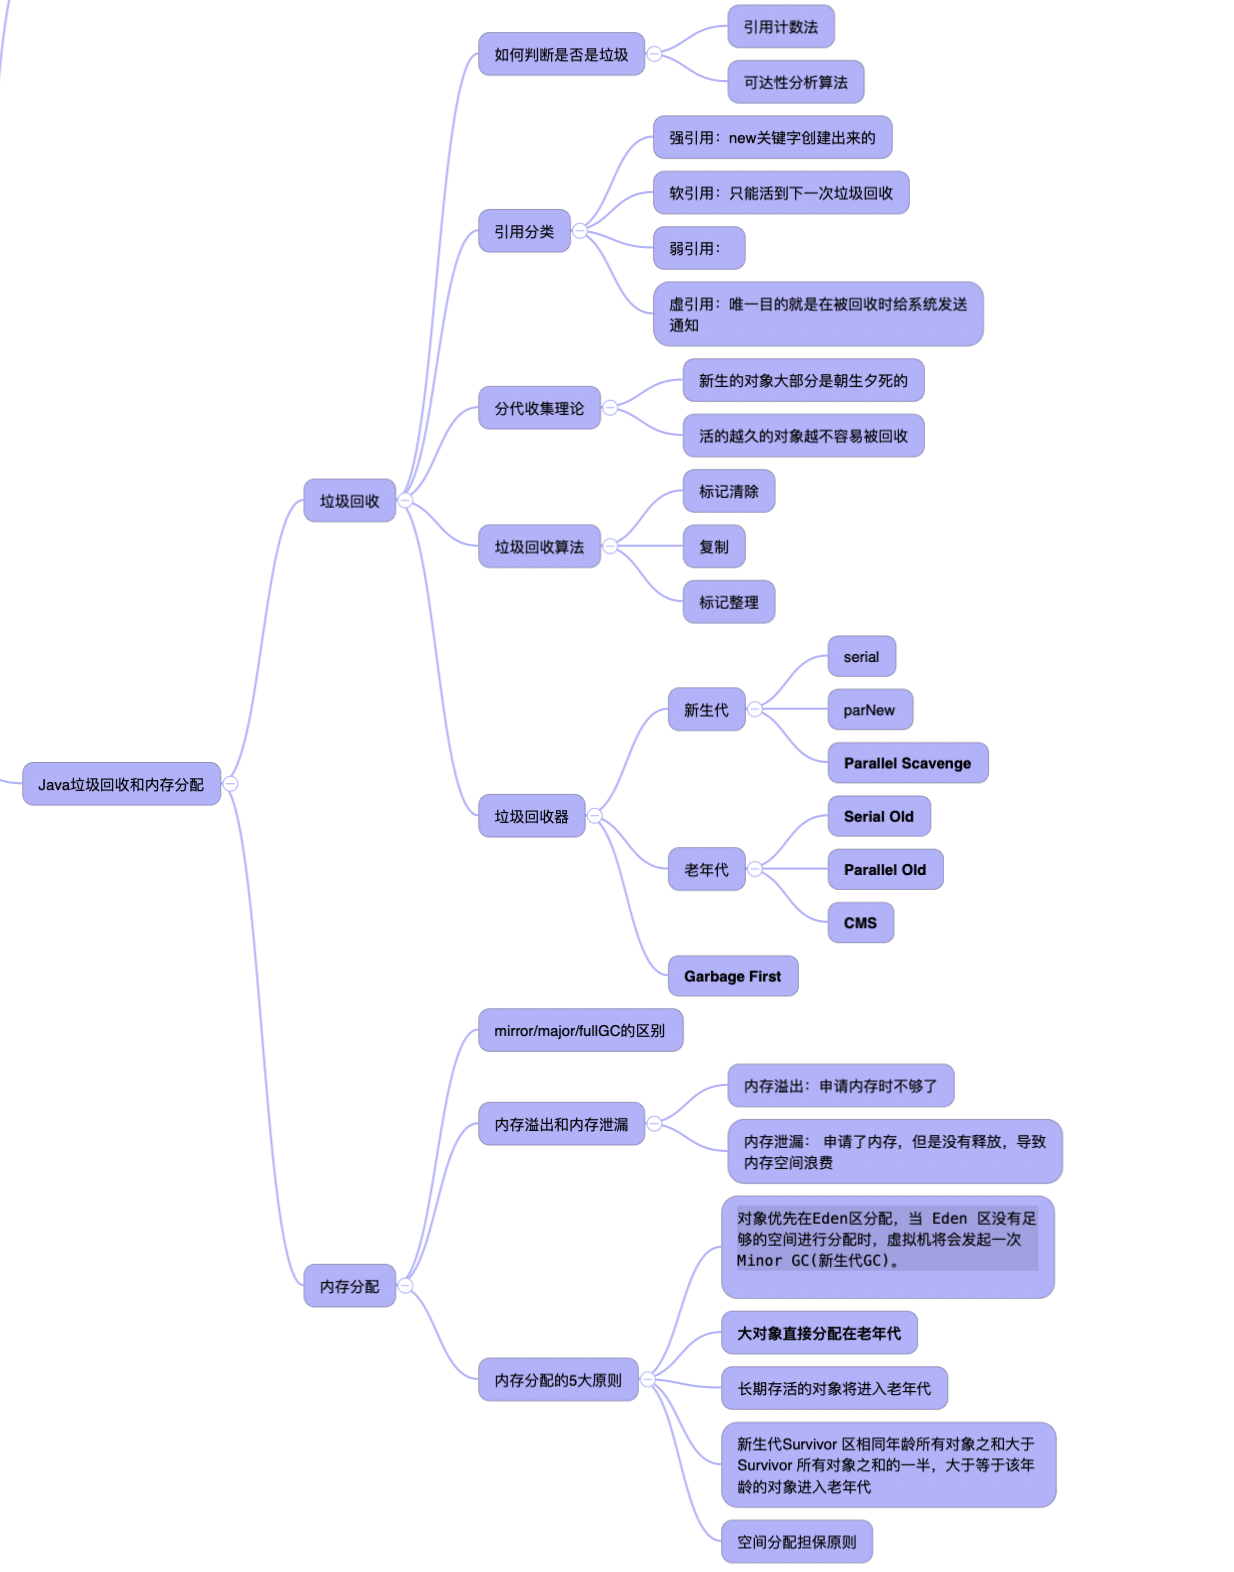 如何判断是否是垃圾
引用计数法
可达性分析算法
引用分类
强引用：new关键字创建出来的
软引用：只能活到下一次垃圾回收
弱引用：
虚引用：唯一目的就是在被回收时给系统发送
通知
分代收集理论
新生的对象大部分是朝生夕死的
活的越久的对象越不容易被回收
垃圾回收
垃圾回收算法
标记清除
复制
标记整理
垃圾回收器
新生代
serial
parNew
Parallel Scavenge
老年代
Serial Old
Parallel Old
CMS
Garbage First
Java垃圾回收和内存分配
内存分配
mirror/major/fullGC的区别
内存溢出和内存泄漏
内存溢出：申请内存时不够了
内存泄漏： 申请了内存，但是没有释放，导致
内存空间浪费
内存分配的5大原则
对象优先在Eden区分配，当 Eden 区没有足
够的空间进行分配时，虚拟机将会发起一次
Minor GC(新生代GC)。
大对象直接分配在老年代
长期存活的对象将进入老年代
新生代Survivor 区相同年龄所有对象之和大于
Survivor 所有对象之和的一半，大于等于该年
龄的对象进入老年代
空间分配担保原则